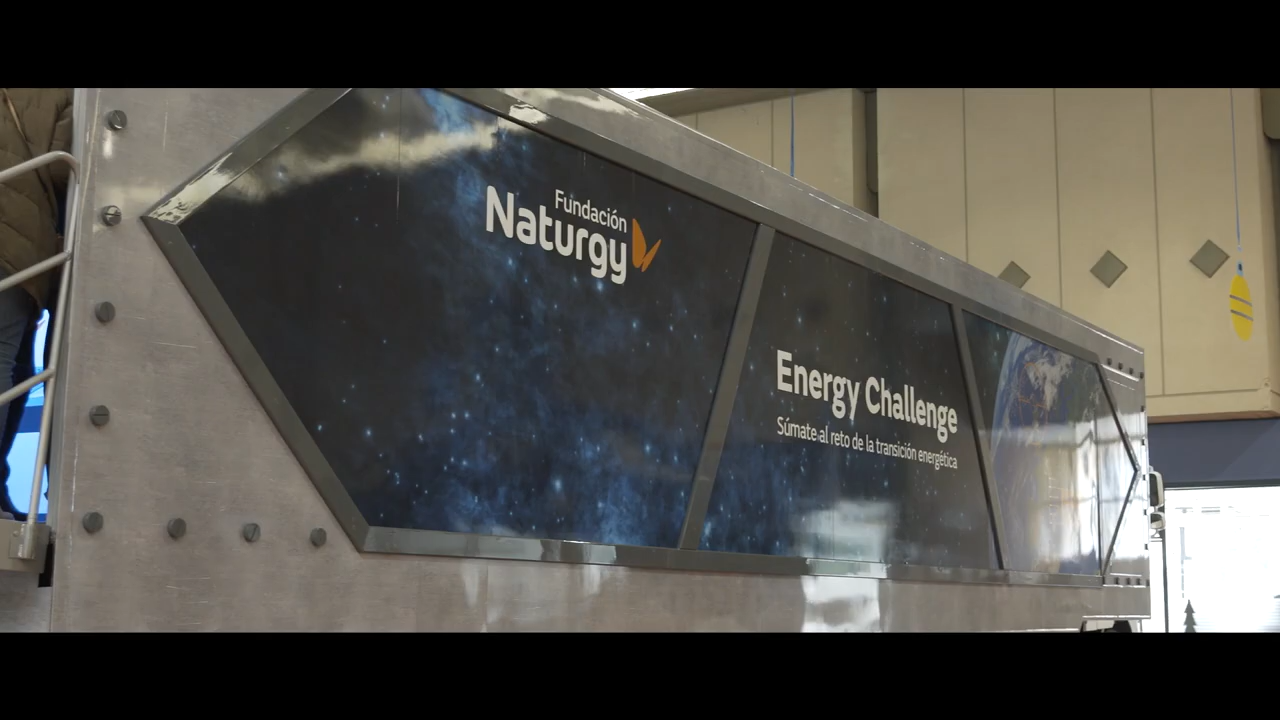 Fundación
Naturgy
Energy Challenge
Súmate al reto de la transición energética